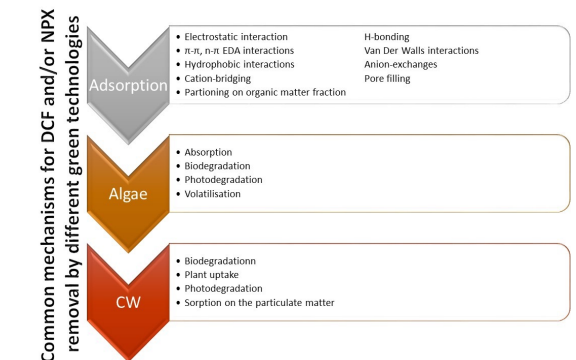 Common mechanisms for DCF and/or NPX
removal by different green technologies
Adsorption
• Electrostatic interaction
• π-π, n-π EDA interactions
• Hydrophobic interactions
• Cation-bridging
• Partioning on organic matter fraction
H-bonding
Van Der Walls interactions
Anion-exchanges
Pore filling
Algae
• Absorption
• Biodegradation
• Photodegradation
• Volatilisation
CW
• Biodegradationn
• Plant uptake
• Photodegradation
• Sorption on the particulate matter